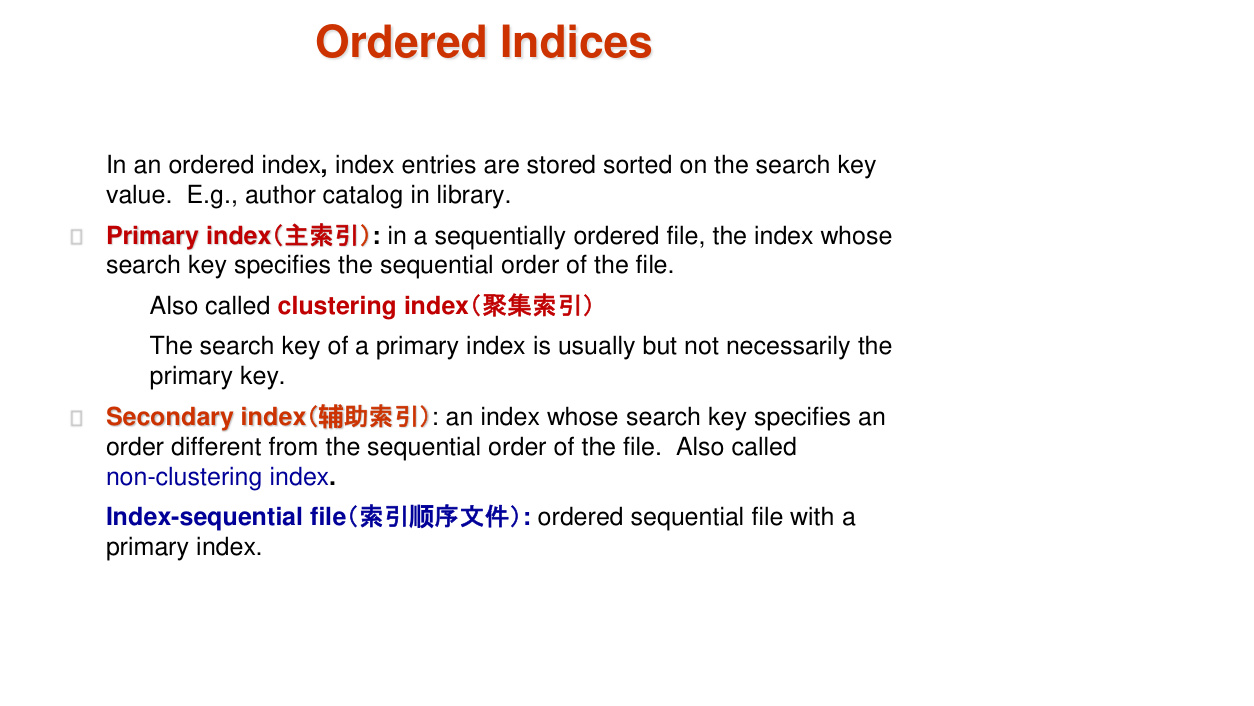 Ordered Indices
In an ordered index, index entries are stored sorted on the search key
value.  E.g., author catalog in library.
Primary index（主索引）: in a sequentially ordered file, the index whose
search key specifies the sequential order of the file.
Also called clustering index（聚集索引）
The search key of a primary index is usually but not necessarily the
primary key.
Secondary index（辅助索引）: an index whose search key specifies an
order different from the sequential order of the file.  Also called
non-clustering index.
Index-sequential file（索引顺序文件）: ordered sequential file with a
primary index.